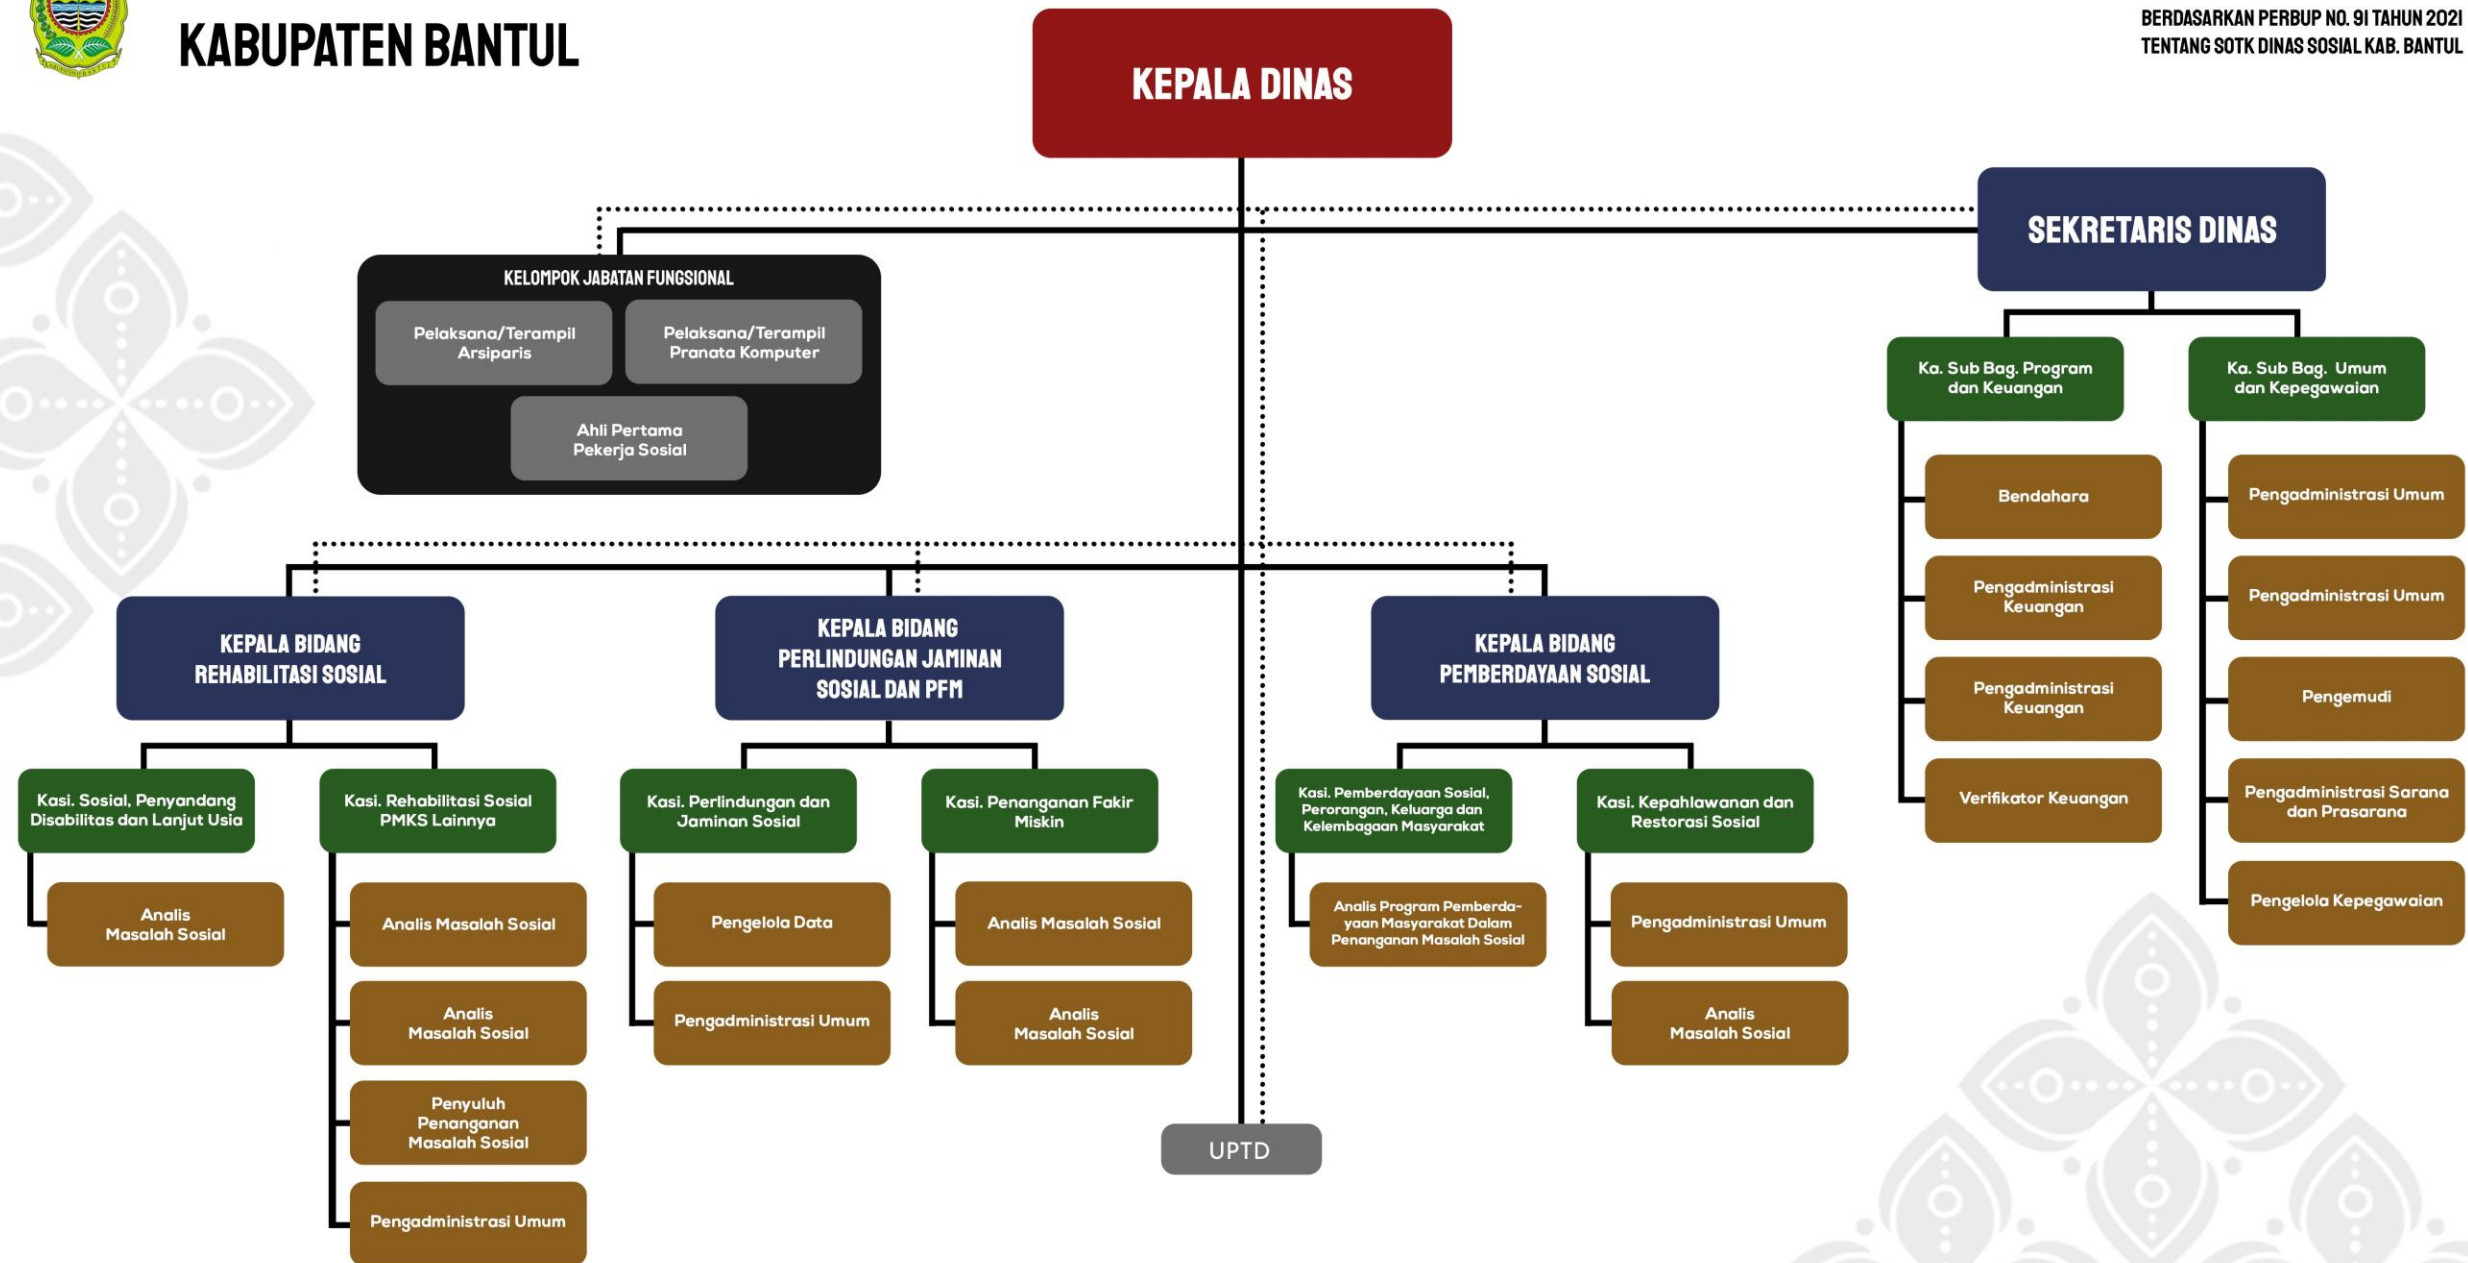 KABUPATEN BANTUL
BERDASARKAN PERBUP NO. 91 TAHUN 2021
TENTANG SOTK DINAS SOSIAL KAB. BANTUL
KEPALA DINAS
SEKRETARIS DINAS
KELOMPOK JABATAN FUNGSIONAL
Pelaksana/Terampil
Arsiparis
Pelaksana/Terampil
Pranata Komputer
Ahli Pertama
Pekerja Sosial
Ka. Sub Bag. Program
dan Keuangan
Ka. Sub Bag. Umum
dan Kepegawaian
Bendahara
Pengadministrasi
Keuangan
Pengadministrasi
Keuangan
Verifikator Keuangan
Pengadministrasi Umum
Pengadministrasi Umum
Pengemudi
Pengadministrasi Sarana
dan Prasarana
Pengelola Kepegawaian
KEPALA BIDANG
REHABILITASI SOSIAL
KEPALA BIDANG
PERLINDUNGAN JAMINAN
SOSIAL DAN PFM
KEPALA BIDANG
PEMBERDAYAAN SOSIAL
Kasi. Sosial, Penyandang
Disabilitas dan Lanjut Usia
Analis
Masalah Sosial
Kasi. Rehabilitasi Sosial
PMKS Lainnya
Analis Masalah Sosial
Analis
Masalah Sosial
Penyuluh
Penanganan
Masalah Sosial
Pengadministrasi Umum
Kasi. Perlindungan dan
Jaminan Sosial
Pengelola Data
Pengadministrasi Umum
Kasi. Penanganan Fakir
Miskin
Analis Masalah Sosial
Analis
Masalah Sosial
Kasi. Pemberdayaan Sosial,
Perorangan, Keluarga dan
Kelembagaan Masyarakat
Analis Program Pemberda-
yaan Masyarakat Dalam
Penanganan Masalah Sosial
Kasi. Kepahlawanan dan
Restorasi Sosial
Pengadministrasi Umum
Analis
Masalah Sosial
UPTD